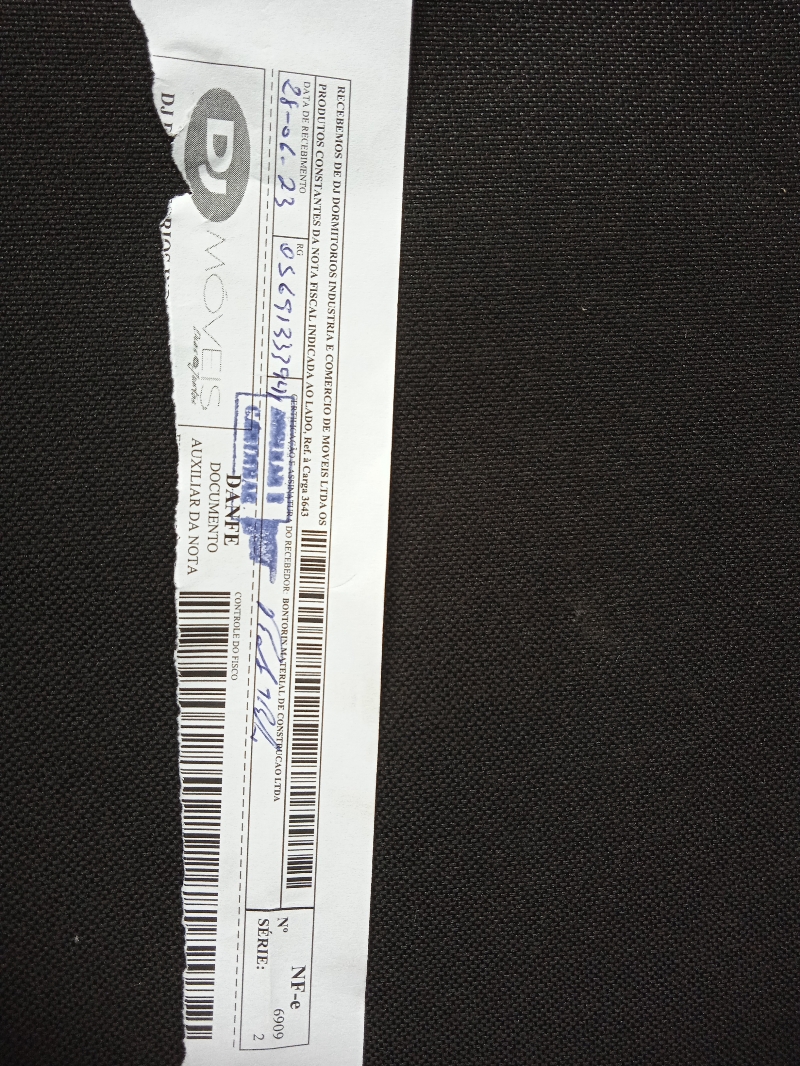 RECEBEMOS DE DJ DORMITORIOS INDUSTRIA E COMERCIO DE MOVEIS LTDA OS
PRODUTOS CONSTANTES DA NOTA FISCAL INDICADA AO LADO, Ref. à Carga 3643
DATA DE RECEBIMENTO
28-06-23
RG
CERTIFICAÇÃO E ASSINATURA DO RECEBEDOR BONTORIN MATERIAL DE CONSTRUCAO LTDA
NF-e
Nº 6909
SÉRIE: 2
DJ
MÓVEIS
DANFE
DOCUMENTO
AUXILIAR DA NOTA
CONTROLE DO FISCO